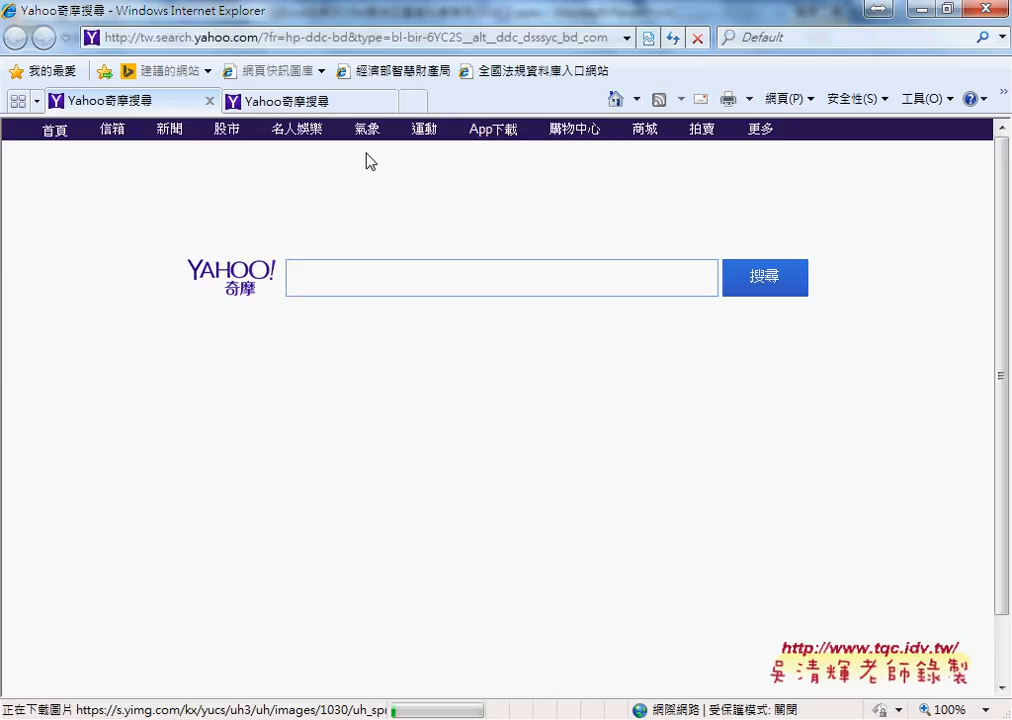 Yahoo奇摩搜尋 - Windows Internet Explorer
http://tw.search.yahoo.com/?fr=hp-ddc-bd&type=bl-bir-6YC2S__alt__ddc_dsssyc_bd_com
Default
我的最愛 建議的網站 網頁快訊圖庫 經濟部智慧財產局 全國法規資料庫入口網站
Yahoo奇摩搜尋 Yahoo奇摩搜尋 網頁(P) 安全性(S) 工具(O)
首頁 信箱 新聞 股市 名人娛樂 氣象 運動 App下載 購物中心 商城 拍賣 更多
YAHOO!
奇摩
搜尋
http://www.tqc.idv.tw/
吳清輝老師錄製
正在下載圖片 https://s.yimg.com/kx/yucs/uh3/uh/images/1030/uh_spr 網際網路 | 受保護模式: 關閉 100%